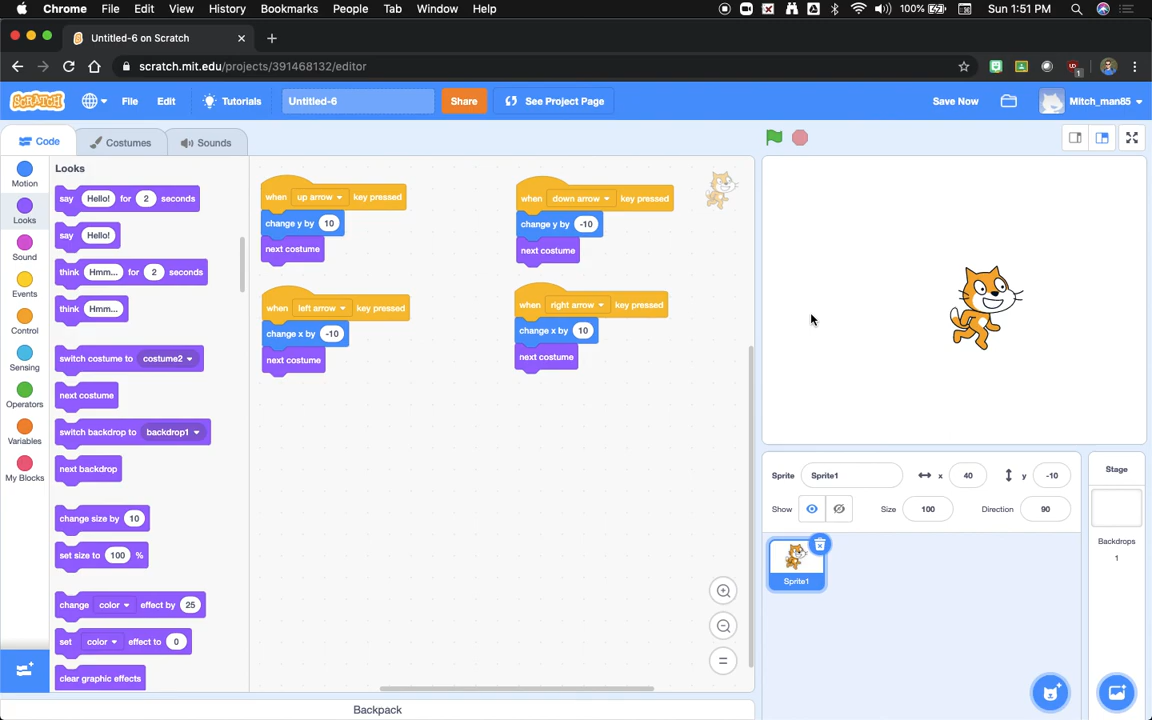 Chrome File Edit View History Bookmarks People Tab Window Help 100% Sun 1:51 PM
Untitled-6 on Scratch
scratch.mit.edu/projects/391468132/editor
SCRATCH File Edit Tutorials Untitled-6 Share See Project Page Save Now Mitch_man85
Code Costumes Sounds
Motion
Looks
Sound
Events
Control
Sensing
Operators
Variables
My Blocks
Looks
say Hello! for 2 seconds
say Hello!
think Hmm... for 2 seconds
think Hmm...
switch costume to costume2
next costume
switch backdrop to backdrop1
next backdrop
change size by 10
set size to 100 %
change color effect by 25
set color effect to 0
clear graphic effects
when up arrow key pressed
change y by 10
next costume
when down arrow key pressed
change y by -10
next costume
when left arrow key pressed
change x by -10
next costume
when right arrow key pressed
change x by 10
next costume
Backpack
Sprite Sprite1 x 40 y -10
Show Size 100 Direction 90
Sprite1
Stage
Backdrops
1